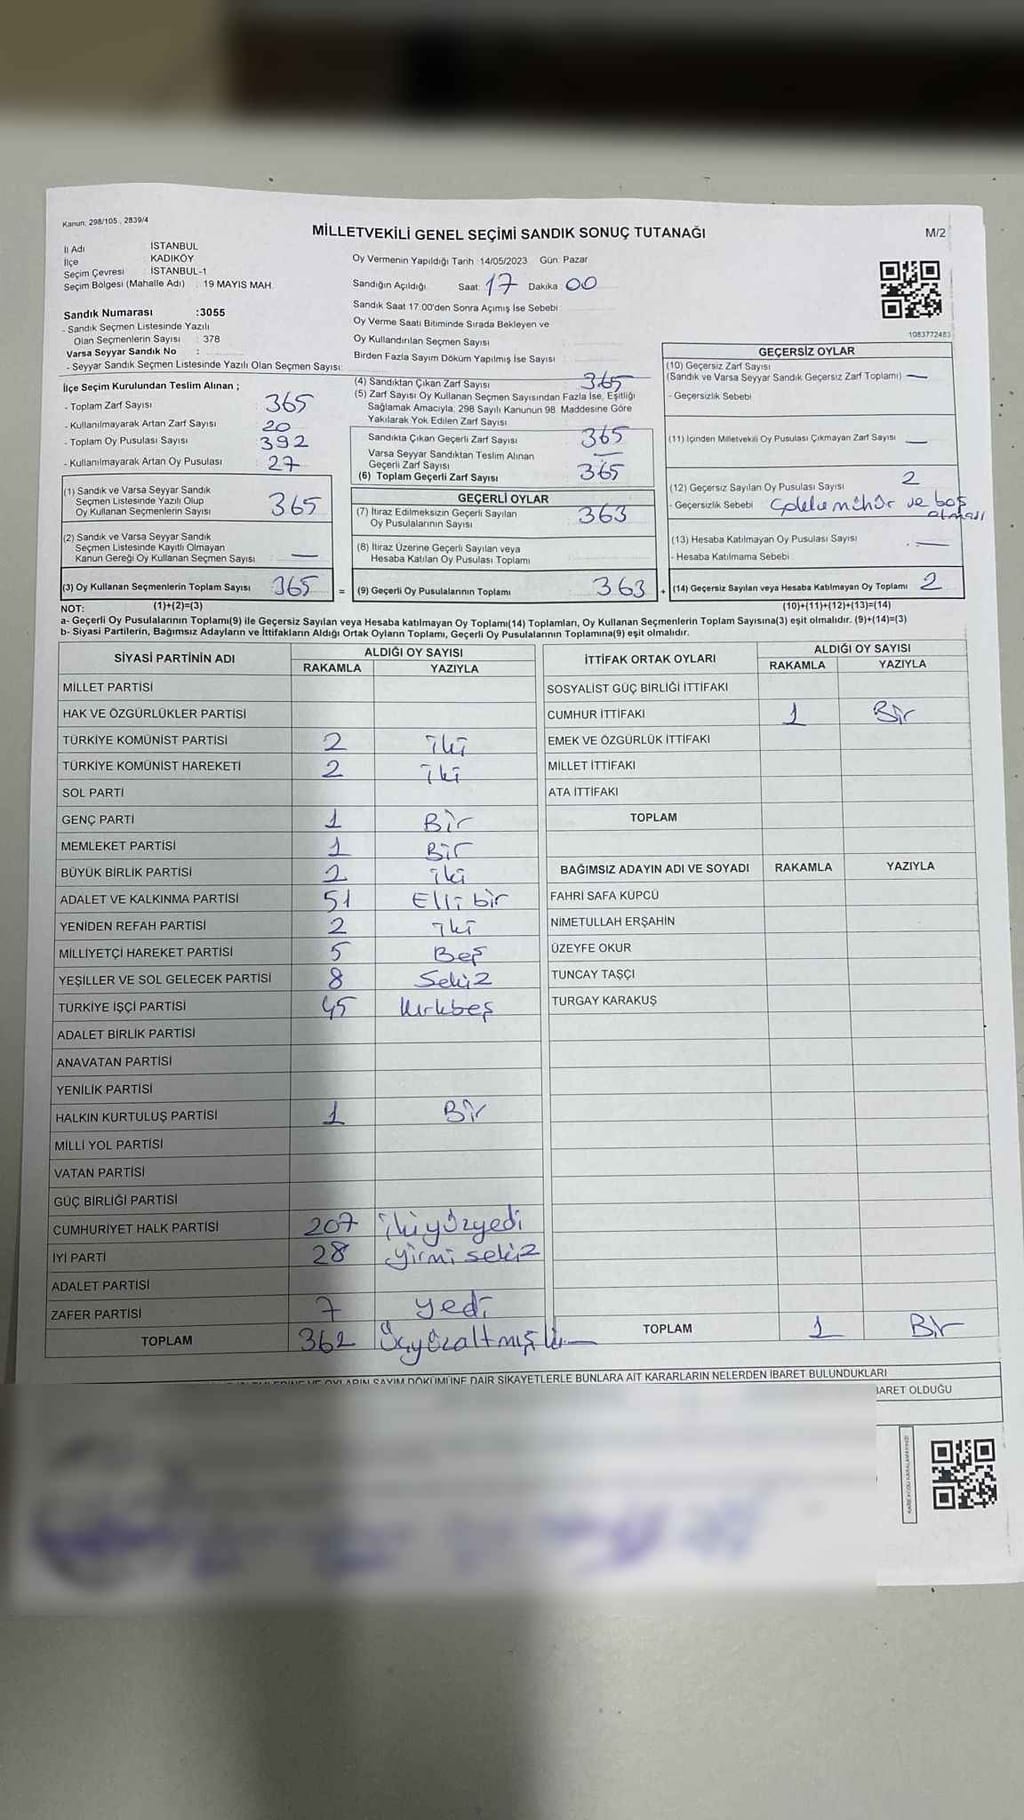 Kanun: 298/105 , 2839/4
MİLLETVEKİLİ GENEL SEÇİMİ SANDIK SONUÇ TUTANAĞI
M/2
İl Adı İSTANBUL
İlçe KADIKÖY
Seçim Çevresi İSTANBUL-1
Seçim Bölgesi (Mahalle Adı) : 19 MAYIS MAH.
Oy Vermenin Yapıldığı Tarih :14/05/2023 Gün: Pazar
Sandığın Açıldığı Saat: 17 Dakika 00
Sandık Saat 17:00'den Sonra Açımış İse Sebebi
Oy Verme Saati Bitiminde Sırada Bekleyen ve
Oy Kullandırılan Seçmen Sayısı
Birden Fazla Sayım Döküm Yapılmış İse Sayısı
1083772483
Sandık Numarası :3055
- Sandık Seçmen Listesinde Yazılı
Olan Seçmenlerin Sayısı : 378
Varsa Seyyar Sandık No :
- Seyyar Sandık Seçmen Listesinde Yazılı Olan Seçmen Sayısı:
İlçe Seçim Kurulundan Teslim Alınan ;
- Toplam Zarf Sayısı 365
- Kullanılmayarak Artan Zarf Sayısı 20
- Toplam Oy Pusulası Sayısı 392
- Kullanılmayarak Artan Oy Pusulası 27
(1) Sandık ve Varsa Seyyar Sandık
Seçmen Listesinde Yazılı Olup
Oy Kullanan Seçmenlerin Sayısı 365
(2) Sandık ve Varsa Seyyar Sandık
Seçmen Listesinde Kayıtlı Olmayan
Kanun Gereği Oy Kullanan Seçmen Sayısı —
(3) Oy Kullanan Seçmenlerin Toplam Sayısı 365 =
(4) Sandıktan Çıkan Zarf Sayısı 365
(5) Zarf Sayısı Oy Kullanan Seçmen Sayısından Fazla İse, Eşitliği
Sağlamak Amacıyla, 298 Sayılı Kanunun 98. Maddesine Göre
Yakılarak Yok Edilen Zarf Sayısı
Sandıkta Çıkan Geçerli Zarf Sayısı 365
Varsa Seyyar Sandıktan Teslim Alınan
Geçerli Zarf Sayısı —
(6) Toplam Geçerli Zarf Sayısı 365
GEÇERLİ OYLAR
(7) İtiraz Edilmeksizin Geçerli Sayılan
Oy Pusulalarının Sayısı 363
(8) İtiraz Üzerine Geçerli Sayılan veya
Hesaba Katılan Oy Pusulası Toplamı
(9) Geçerli Oy Pusulalarının Toplamı 363 +
GEÇERSİZ OYLAR
(10) Geçersiz Zarf Sayısı
(Sandık ve Varsa Seyyar Sandık Geçersiz Zarf Toplamı) —
- Geçersizlik Sebebi
(11) İçinden Milletvekili Oy Pusulası Çıkmayan Zarf Sayısı —
(12) Geçersiz Sayılan Oy Pusulası Sayısı 2
- Geçersizlik Sebebi Çoklu mühür ve boş
olması
(13) Hesaba Katılmayan Oy Pusulası Sayısı —
- Hesaba Katılmama Sebebi
(14) Geçersiz Sayılan veya Hesaba Katılmayan Oy Toplamı 2
NOT: (1)+(2)=(3) (10)+(11)+(12)+(13)=(14)
a- Geçerli Oy Pusulalarının Toplamı(9) ile Geçersiz Sayılan veya Hesaba katılmayan Oy Toplamı(14) Toplamları, Oy Kullanan Seçmenlerin Toplam Sayısına(3) eşit olmalıdır. (9)+(14)=(3)
b- Siyasi Partilerin, Bağımsız Adayların ve İttifakların Aldığı Ortak Oyların Toplamı, Geçerli Oy Pusulalarının Toplamına(9) eşit olmalıdır.
SİYASİ PARTİNİN ADI ALDIĞI OY SAYISI
RAKAMLA YAZIYLA
MİLLET PARTİSİ
HAK VE ÖZGÜRLÜKLER PARTİSİ
TÜRKİYE KOMÜNİST PARTİSİ 2 iki
TÜRKİYE KOMÜNİST HAREKETİ 2 iki
SOL PARTİ
GENÇ PARTİ 1 Bir
MEMLEKET PARTİSİ 1 Bir
BÜYÜK BİRLİK PARTİSİ 2 iki
ADALET VE KALKINMA PARTİSİ 51 Elli bir
YENİDEN REFAH PARTİSİ 2 iki
MİLLİYETÇİ HAREKET PARTİSİ 5 Beş
YEŞİLLER VE SOL GELECEK PARTİSİ 8 Sekiz
TÜRKİYE İŞÇİ PARTİSİ 45 Kırkbeş
ADALET BİRLİK PARTİSİ
ANAVATAN PARTİSİ
YENİLİK PARTİSİ
HALKIN KURTULUŞ PARTİSİ 1 Bir
MİLLİ YOL PARTİSİ
VATAN PARTİSİ
GÜÇ BİRLİĞİ PARTİSİ
CUMHURİYET HALK PARTİSİ 207 ikiyüzyedi
İYİ PARTİ 28 yirmi sekiz
ADALET PARTİSİ
ZAFER PARTİSİ 7 yedi
TOPLAM 362
İTTİFAK ORTAK OYLARI ALDIĞI OY SAYISI
RAKAMLA YAZIYLA
SOSYALİST GÜÇ BİRLİĞİ İTTİFAKI
CUMHUR İTTİFAKI 1 Bir
EMEK VE ÖZGÜRLÜK İTTİFAKI
MİLLET İTTİFAKI
ATA İTTİFAKI
TOPLAM
BAĞIMSIZ ADAYIN ADI VE SOYADI RAKAMLA YAZIYLA
FAHRİ SAFA KÜPCÜ
NİMETULLAH ERŞAHİN
ÜZEYFE OKUR
TUNCAY TAŞÇI
TURGAY KARAKUŞ
TOPLAM 1 Bir
OYLARIN SAYIM DÖKÜMÜNE DAİR ŞİKAYETLERLE BUNLARA AİT KARARLARIN NELERDEN İBARET BULUNDUKLARI
BARET OLDUĞU